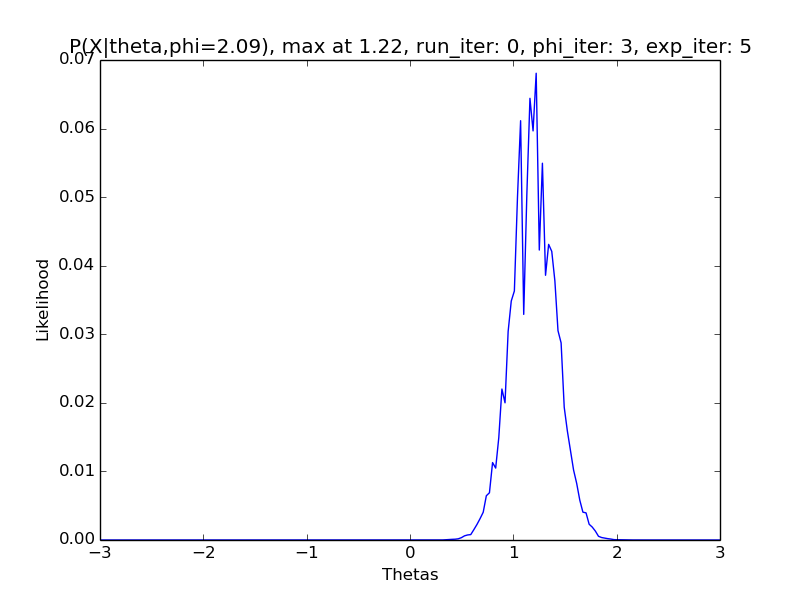 P(X|theta,phi=2.09), max at 1.22, run_iter: 0, phi_iter: 3, exp_iter: 5
0.07
0.06
0.05
0.04
0.03
0.02
0.01
0.00
Likelihood
−3 −2 −1 0 1 2 3
Thetas